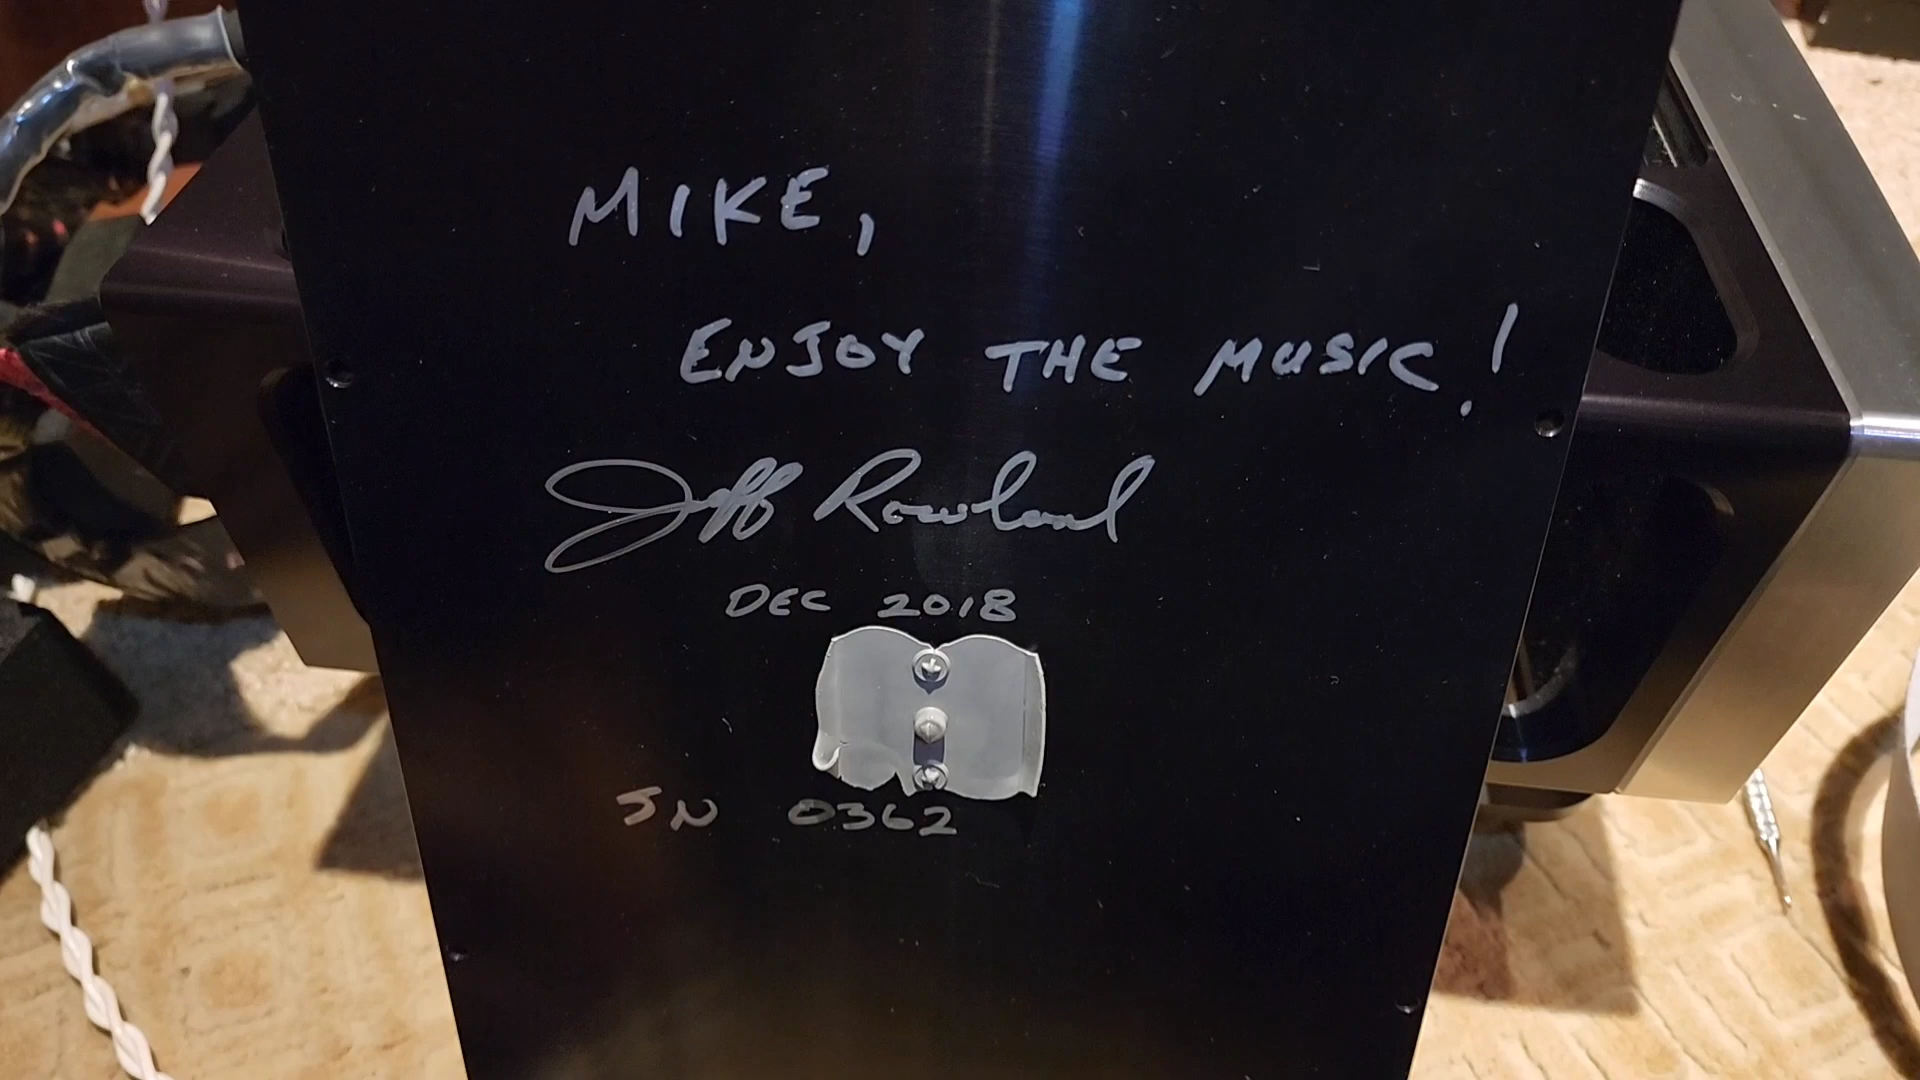 MIKE,
ENJOY THE MUSIC!
Jeff Rowland
DEC 2018
SN 0362